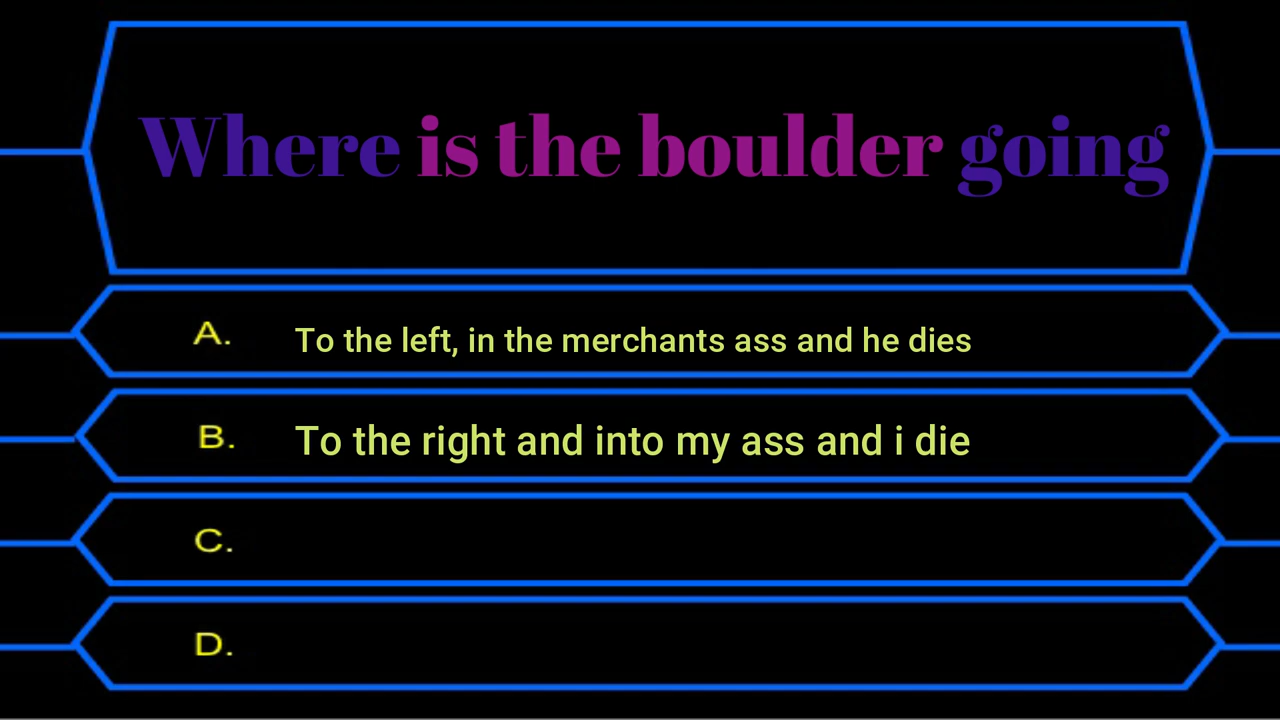 Where is the boulder going
A. To the left, in the merchants ass and he dies
B. To the right and into my ass and i die
C.
D.